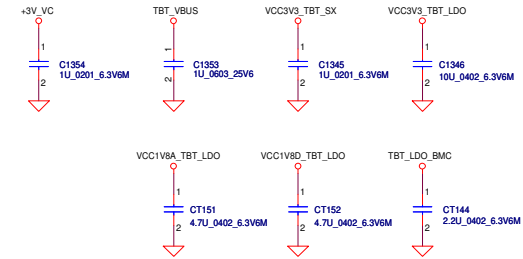 +3V_VC TBT_VBUS VCC3V3_TBT_SX VCC3V3_TBT_LDO
1 1 1 1
C1354 C1353 C1345 C1346
1U_0201_6.3V6M 1U_0603_25V6 1U_0201_6.3V6M 10U_0402_6.3V6M
2 2 2 2
VCC1V8A_TBT_LDO VCC1V8D_TBT_LDO TBT_LDO_BMC
1 1 1
CT151 CT152 CT144
4.7U_0402_6.3V6M 4.7U_0402_6.3V6M 2.2U_0402_6.3V6M
2 2 2